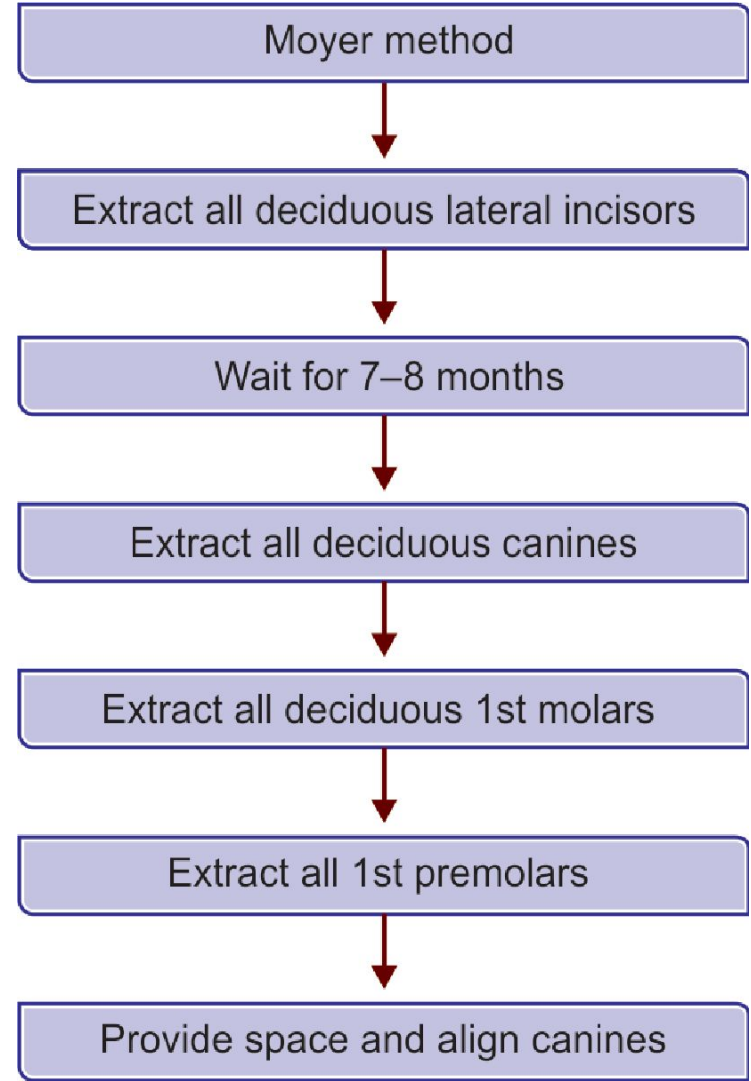 Moyer method
Extract all deciduous lateral incisors
Wait for 7–8 months
Extract all deciduous canines
Extract all deciduous 1st molars
Extract all 1st premolars
Provide space and align canines